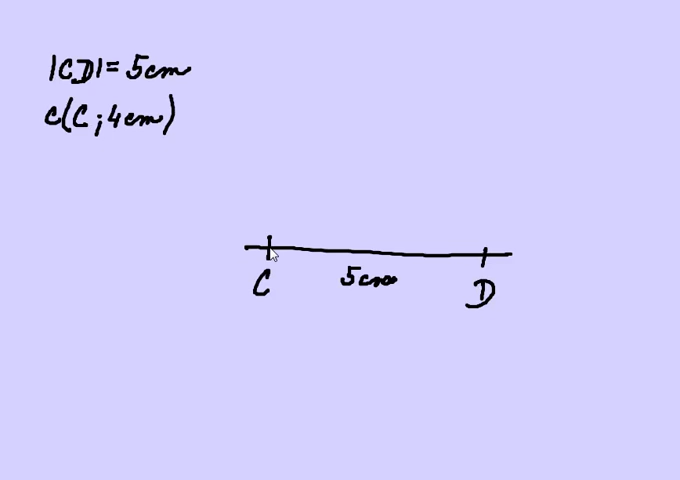 |CD| = 5cm
c(C; 4cm)
5cm
C
D